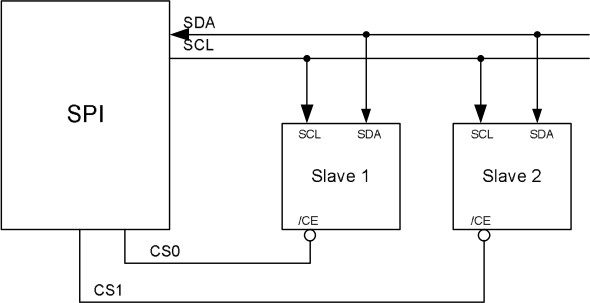 SDA
SCL
SPI
SCL SDA
SCL SDA
Slave 1
Slave 2
/CE
/CE
CS0
CS1